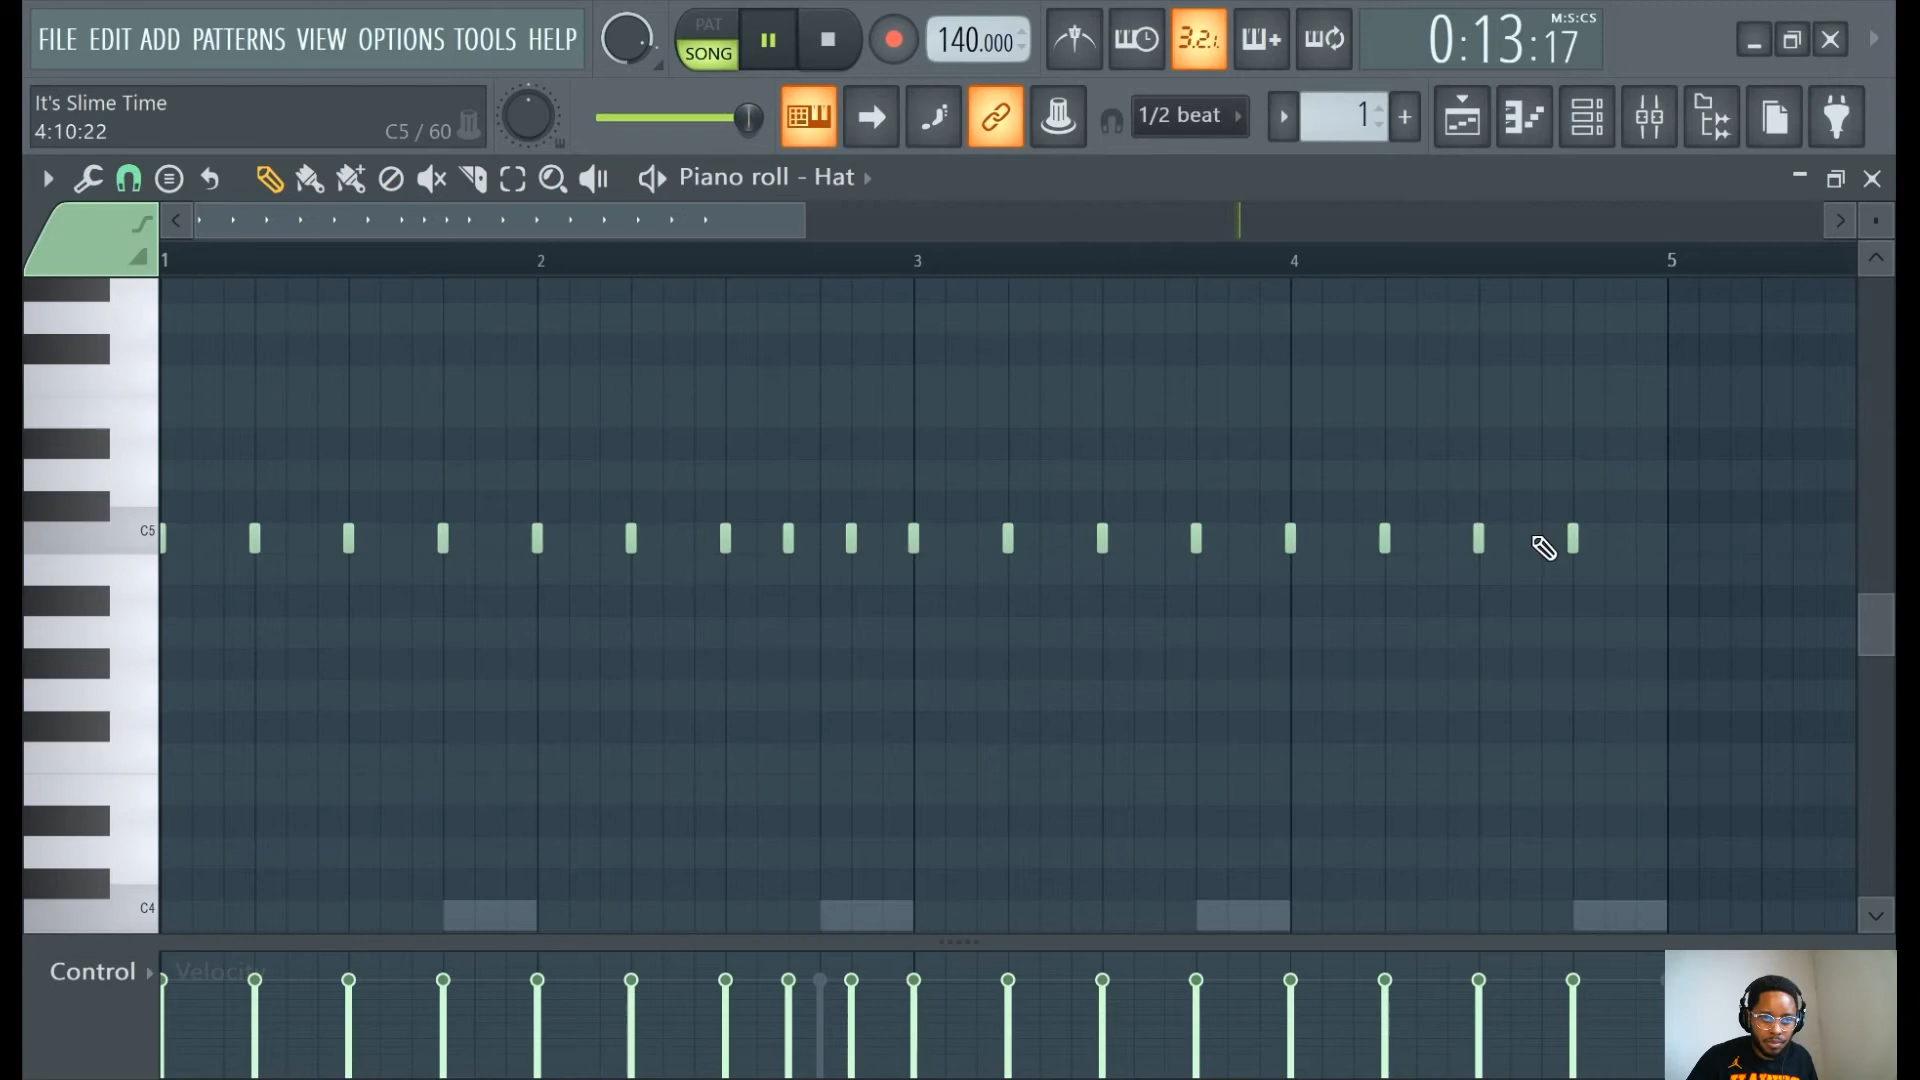 FILE EDIT ADD PATTERNS VIEW OPTIONS TOOLS HELP
PAT
SONG
140.000
3.2.1.
M:S:CS
0:13:17
It's Slime Time
4:10:22
C5 / 60
1/2 beat
1
Piano roll - Hat
1 2 3 4 5
C5
C4
Control
Velocity